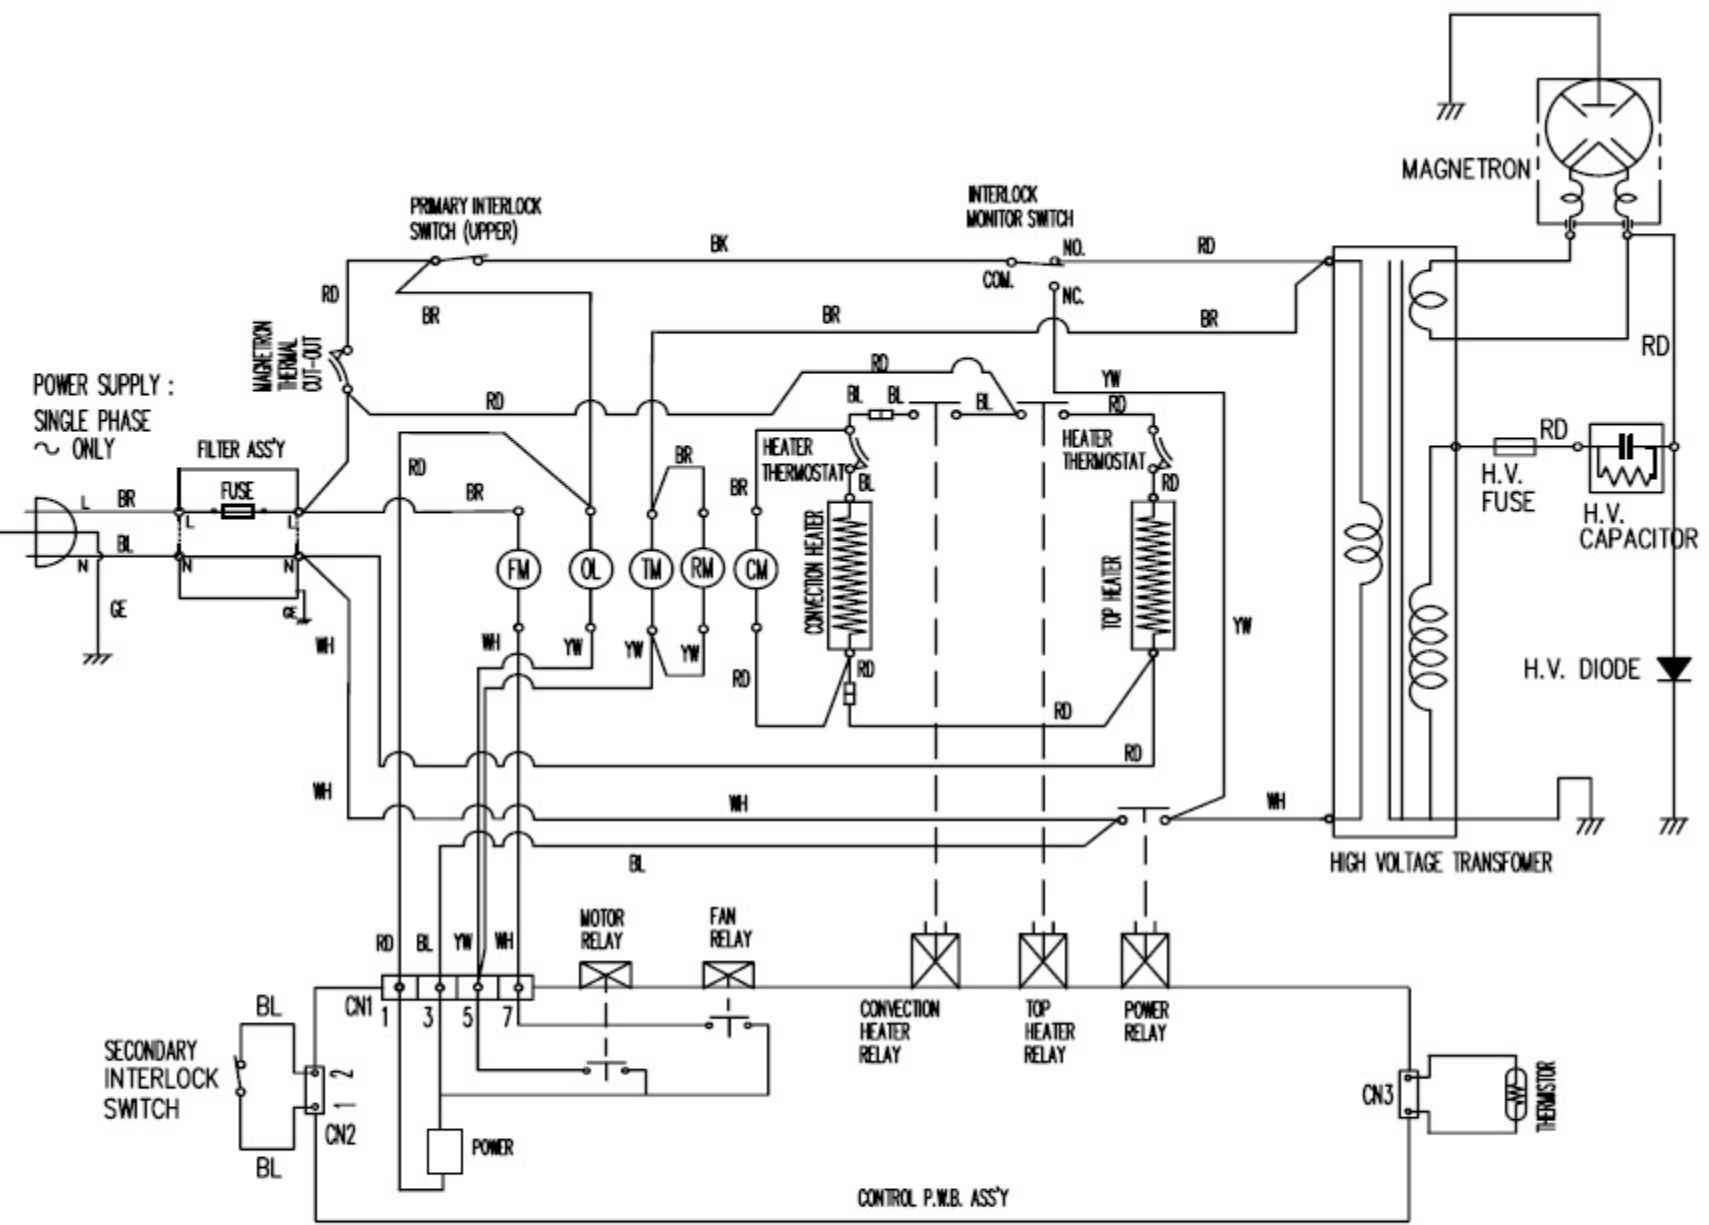 MAGNETRON
PRIMARY INTERLOCK
SWITCH (UPPER)
INTERLOCK
MONITOR SWITCH
BK
NO.
RD
COM.
NC.
RD
BR
BR
BR
MAGNETRON
THERMAL
CUT-OUT
RD
POWER SUPPLY :
SINGLE PHASE
~ ONLY
RD
YW
BL
BL
BL
RD
RD
FILTER ASS'Y
HEATER
THERMOSTAT
HEATER
THERMOSTAT
RD
H.V.
FUSE
H.V.
CAPACITOR
RD
BR
BR
BR
BL
RD
FUSE
L
BR
L
L
BL
N
N
N
GE
GE
FM
OL
TM
RM
CM
CONVECTION HEATER
TOP HEATER
WH
WH
YW
YW
YW
RD
RD
YW
H.V. DIODE
RD
RD
WH
WH
WH
BL
HIGH VOLTAGE TRANSFOMER
RD
BL
YW
WH
MOTOR
RELAY
FAN
RELAY
CN1
1
3
5
7
CONVECTION
HEATER
RELAY
TOP
HEATER
RELAY
POWER
RELAY
BL
SECONDARY
INTERLOCK
SWITCH
2
1
CN2
BL
POWER
CN3
THERMISTOR
CONTROL P.W.B. ASS'Y